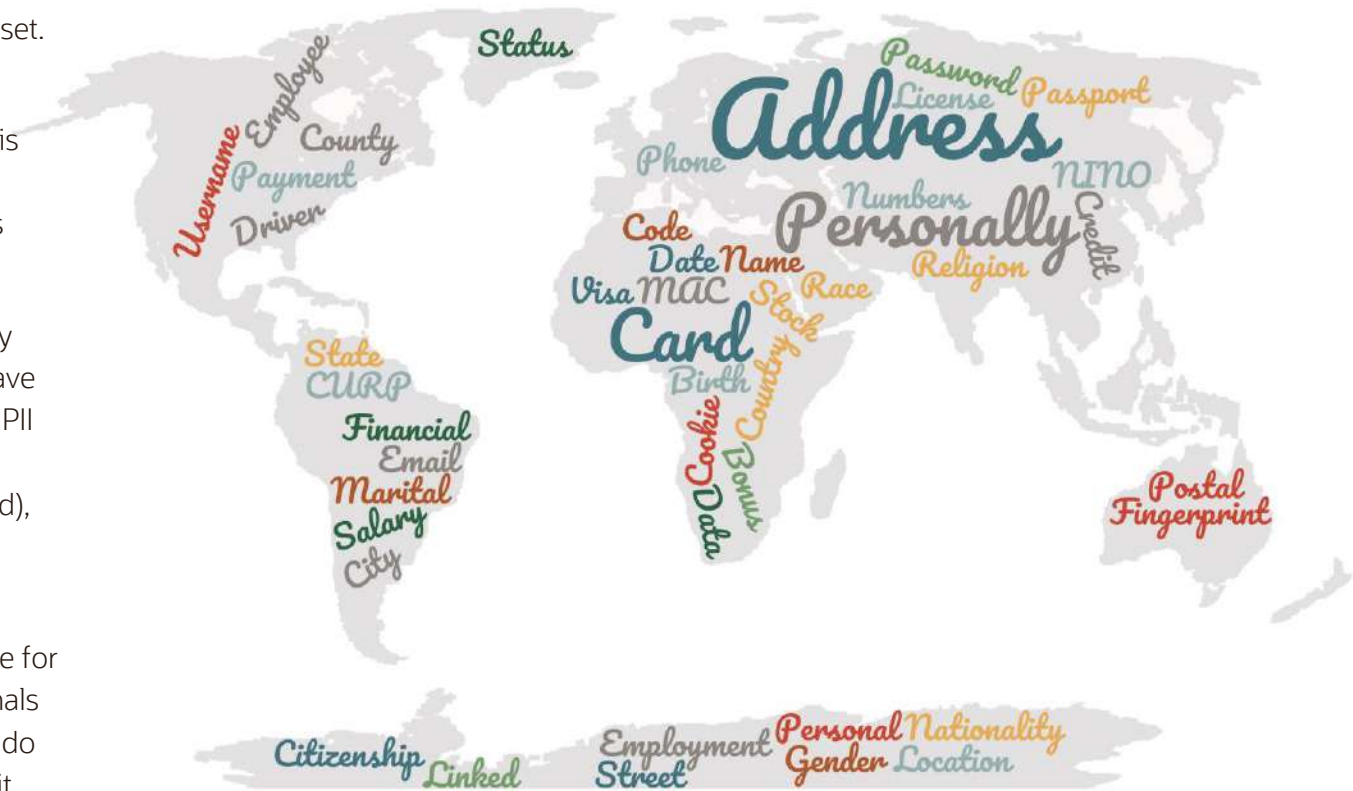 set.
is
s
y
ave
PII
d),
e for
nals
do
it
Status
Employee
Username
County
Payment
Driver
Password
License
Passport
Address
Phone
NINO
Numbers
Personally
Credit
Religion
Code
Date Name
Visa MAC
Stock
Race
Card
Birth
Country
Cookie
Bonus
Data
State
CURP
Financial
Email
Marital
Salary
City
Postal
Fingerprint
Citizenship
Linked
Employment
Street
Personal Nationality
Gender Location